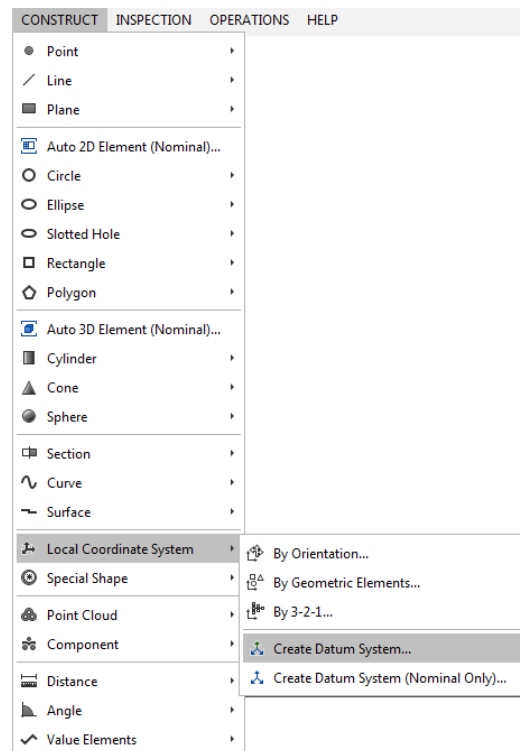 CONSTRUCT INSPECTION OPERATIONS HELP
Point
Line
Plane
Auto 2D Element (Nominal)...
Circle
Ellipse
Slotted Hole
Rectangle
Polygon
Auto 3D Element (Nominal)...
Cylinder
Cone
Sphere
Section
Curve
Surface
Local Coordinate System
Special Shape
Point Cloud
Component
Distance
Angle
Value Elements
By Orientation...
By Geometric Elements...
By 3-2-1...
Create Datum System...
Create Datum System (Nominal Only)...